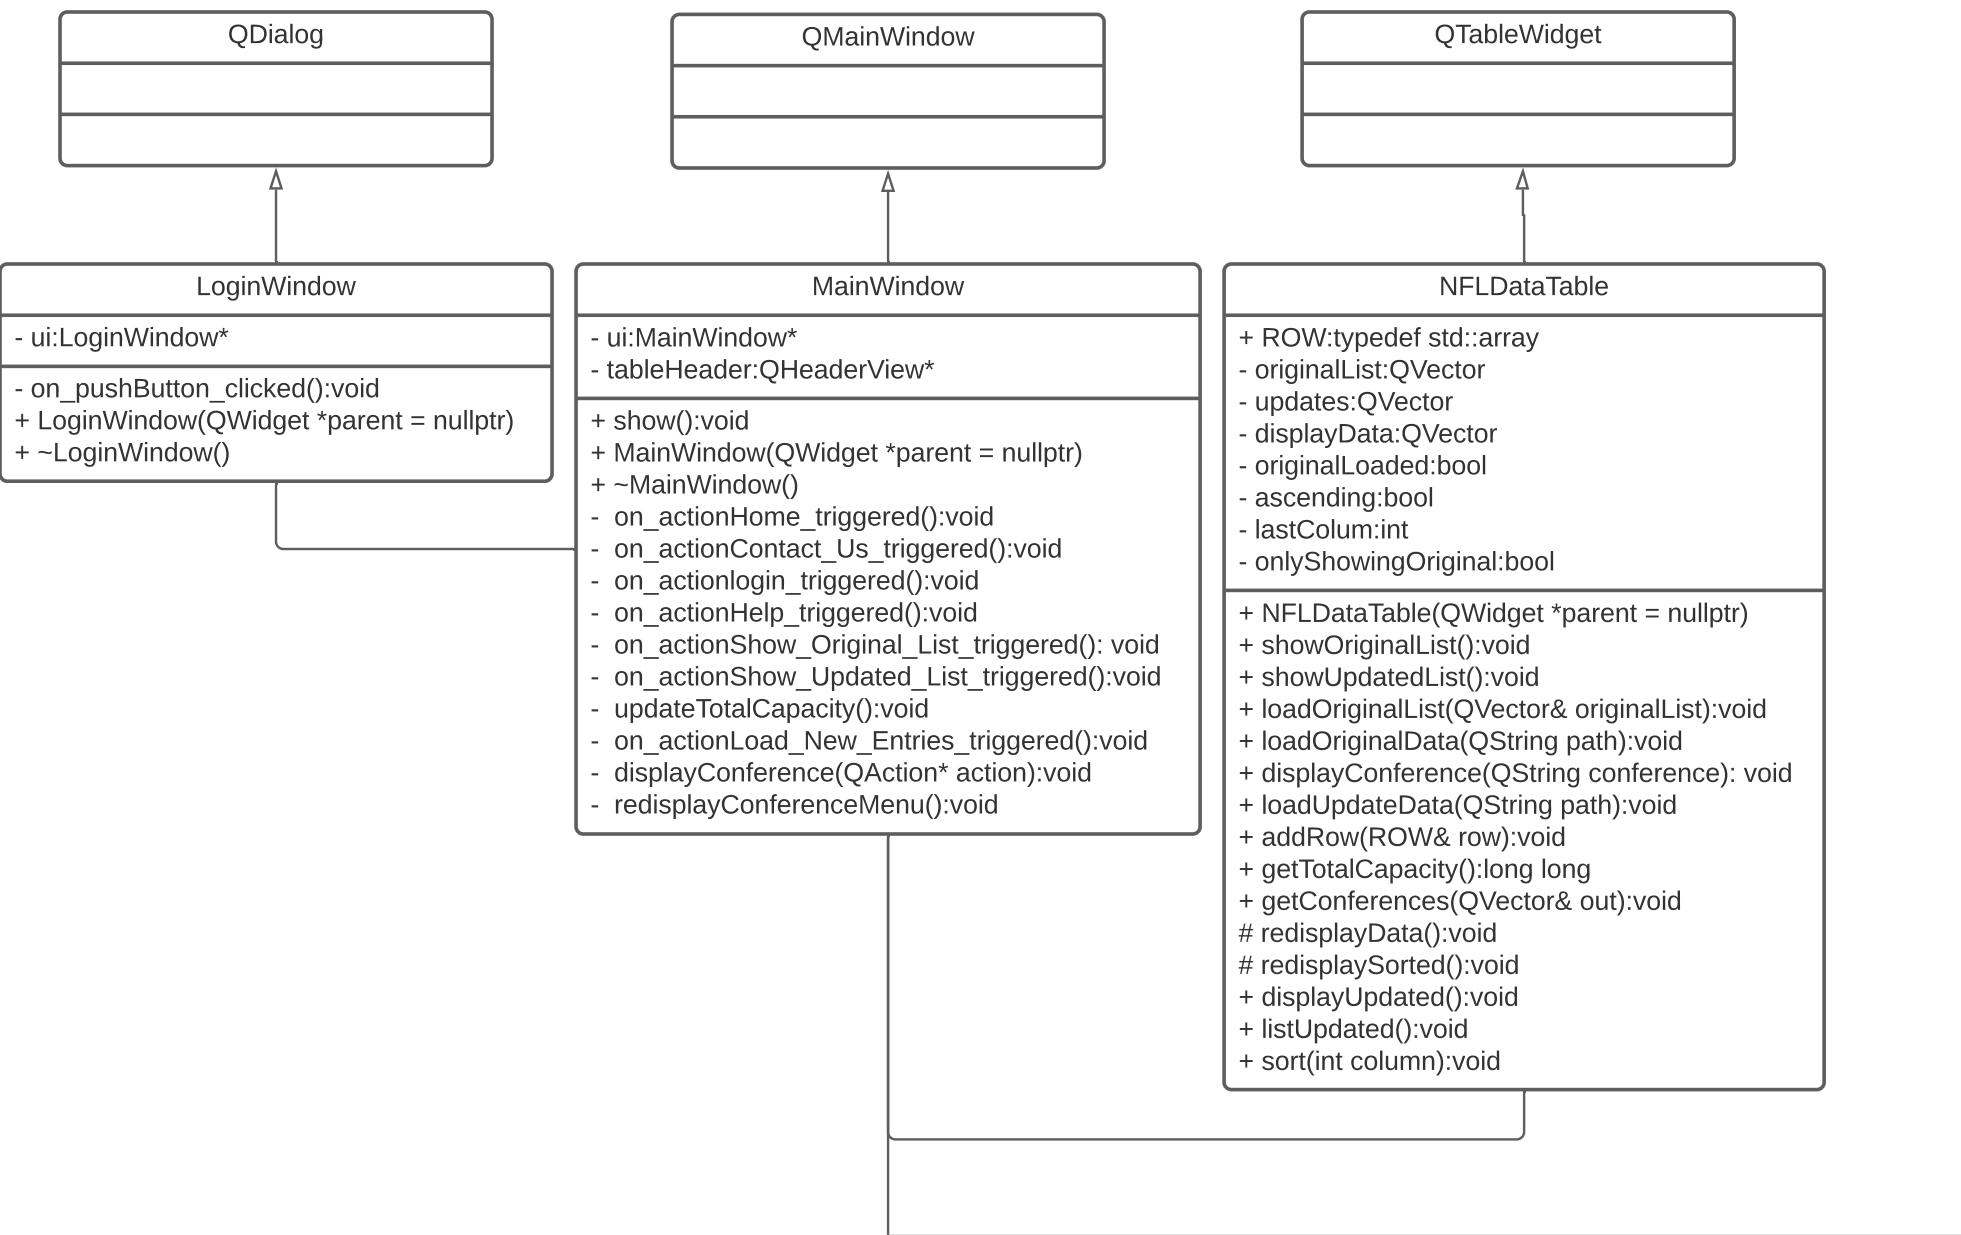 QDialog
QMainWindow
QTableWidget
LoginWindow
- ui:LoginWindow*
- on_pushButton_clicked():void
+ LoginWindow(QWidget *parent = nullptr)
+ ~LoginWindow()
MainWindow
- ui:MainWindow*
- tableHeader:QHeaderView*
+ show():void
+ MainWindow(QWidget *parent = nullptr)
+ ~MainWindow()
- on_actionHome_triggered():void
- on_actionContact_Us_triggered():void
- on_actionlogin_triggered():void
- on_actionHelp_triggered():void
- on_actionShow_Original_List_triggered(): void
- on_actionShow_Updated_List_triggered():void
- updateTotalCapacity():void
- on_actionLoad_New_Entries_triggered():void
- displayConference(QAction* action):void
- redisplayConferenceMenu():void
NFLDataTable
+ ROW:typedef std::array
- originalList:QVector
- updates:QVector
- displayData:QVector
- originalLoaded:bool
- ascending:bool
- lastColum:int
- onlyShowingOriginal:bool
+ NFLDataTable(QWidget *parent = nullptr)
+ showOriginalList():void
+ showUpdatedList():void
+ loadOriginalList(QVector& originalList):void
+ loadOriginalData(QString path):void
+ displayConference(QString conference): void
+ loadUpdateData(QString path):void
+ addRow(ROW& row):void
+ getTotalCapacity():long long
+ getConferences(QVector& out):void
# redisplayData():void
# redisplaySorted():void
+ displayUpdated():void
+ listUpdated():void
+ sort(int column):void